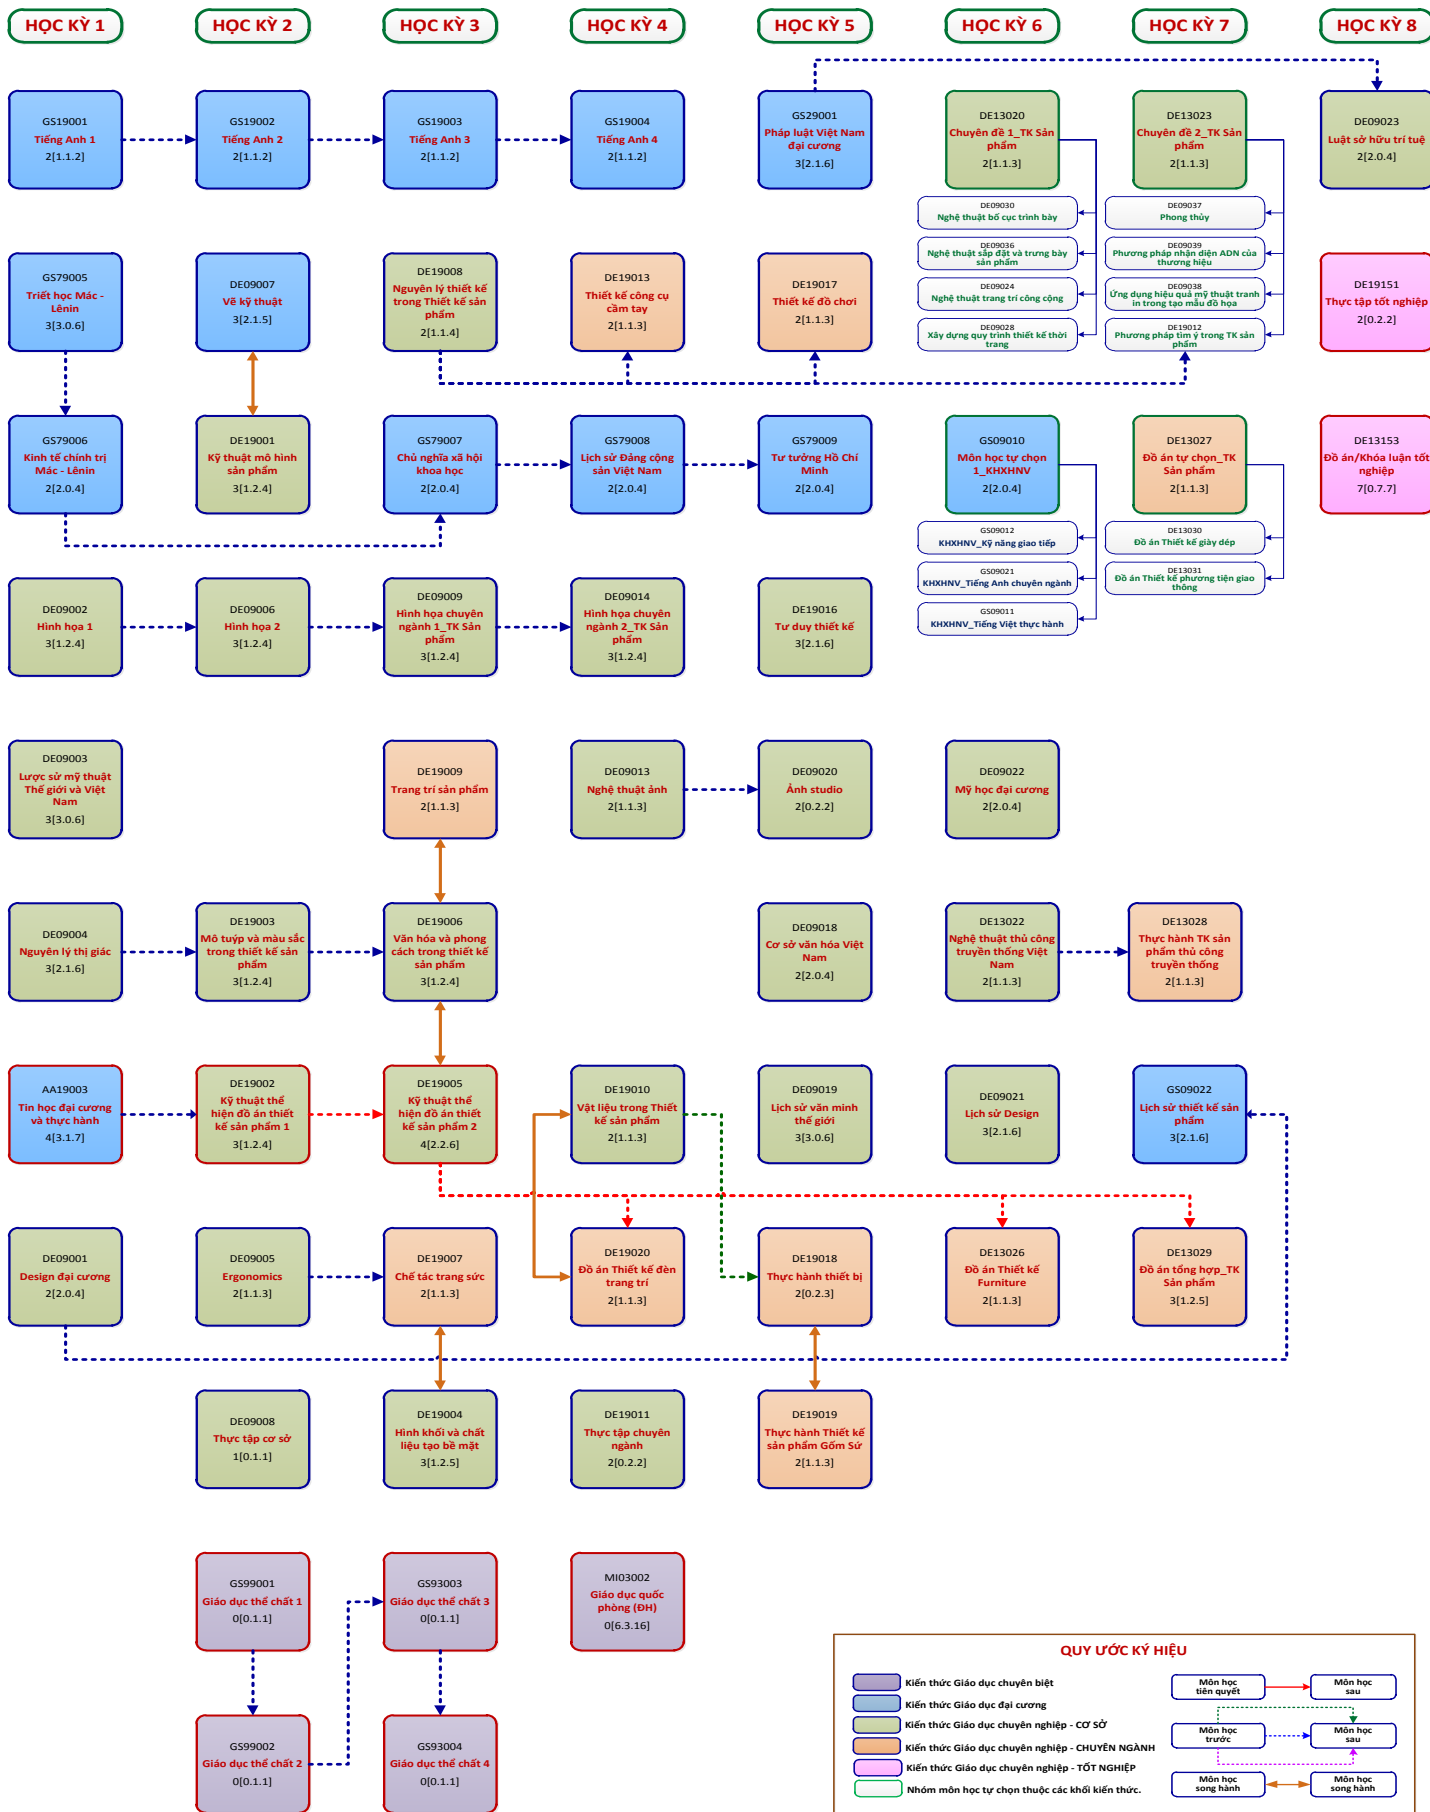 HỌC KỲ 1
HỌC KỲ 2
HỌC KỲ 3
HỌC KỲ 4
HỌC KỲ 5
HỌC KỲ 6
HỌC KỲ 7
HỌC KỲ 8
GS19001
Tiếng Anh 1
2[1.1.2]
GS19002
Tiếng Anh 2
2[1.1.2]
GS19003
Tiếng Anh 3
2[1.1.2]
GS19004
Tiếng Anh 4
2[1.1.2]
GS29001
Pháp luật Việt Nam
đại cương
3[2.1.6]
DE13020
Chuyên đề 1_TK Sản
phẩm
2[1.1.3]
DE13023
Chuyên đề 2_TK Sản
phẩm
2[1.1.3]
DE09023
Luật sở hữu trí tuệ
2[2.0.4]
DE09030
Nghệ thuật bố cục trình bày
DE09036
Nghệ thuật sắp đặt và trưng bày
sản phẩm
DE09024
Nghệ thuật trang trí công cộng
DE09028
Xây dựng quy trình thiết kế thời
trang
DE09037
Phong thủy
DE09039
Phương pháp nhận diện ADN của
thương hiệu
DE09038
Ứng dụng hiệu quả mỹ thuật tranh
in trong tạo mẫu đồ họa
DE19012
Phương pháp tìm ý trong TK sản
phẩm
GS79005
Triết học Mác -
Lênin
3[3.0.6]
DE09007
Vẽ kỹ thuật
3[2.1.5]
DE19008
Nguyên lý thiết kế
trong Thiết kế sản
phẩm
2[1.1.4]
DE19013
Thiết kế công cụ
cầm tay
2[1.1.3]
DE19017
Thiết kế đồ chơi
2[1.1.3]
DE19151
Thực tập tốt nghiệp
2[0.2.2]
GS79006
Kinh tế chính trị
Mác - Lênin
2[2.0.4]
DE19001
Kỹ thuật mô hình
sản phẩm
3[1.2.4]
GS79007
Chủ nghĩa xã hội
khoa học
2[2.0.4]
GS79008
Lịch sử Đảng cộng
sản Việt Nam
2[2.0.4]
GS79009
Tư tưởng Hồ Chí
Minh
2[2.0.4]
GS09010
Môn học tự chọn
1_KHXHNV
2[2.0.4]
DE13027
Đồ án tự chọn_TK
Sản phẩm
2[1.1.3]
DE13153
Đồ án/Khóa luận tốt
nghiệp
7[0.7.7]
GS09012
KHXHNV_Kỹ năng giao tiếp
GS09021
KHXHNV_Tiếng Anh chuyên ngành
GS09011
KHXHNV_Tiếng Việt thực hành
DE13030
Đồ án Thiết kế giày dép
DE13031
Đồ án Thiết kế phương tiện giao
thông
DE09002
Hình họa 1
3[1.2.4]
DE09006
Hình họa 2
3[1.2.4]
DE09009
Hình họa chuyên
ngành 1_TK Sản
phẩm
3[1.2.4]
DE09014
Hình họa chuyên
ngành 2_TK Sản
phẩm
3[1.2.4]
DE19016
Tư duy thiết kế
3[2.1.6]
DE09003
Lược sử mỹ thuật
Thế giới và Việt
Nam
3[3.0.6]
DE19009
Trang trí sản phẩm
2[1.1.3]
DE09013
Nghệ thuật ảnh
2[1.1.3]
DE09020
Ảnh studio
2[0.2.2]
DE09022
Mỹ học đại cương
2[2.0.4]
DE09004
Nguyên lý thị giác
3[2.1.6]
DE19003
Mô tuýp và màu sắc
trong thiết kế sản
phẩm
3[1.2.4]
DE19006
Văn hóa và phong
cách trong thiết kế
sản phẩm
3[1.2.4]
DE09018
Cơ sở văn hóa Việt
Nam
2[2.0.4]
DE13022
Nghệ thuật thủ công
truyền thống Việt
Nam
2[1.1.3]
DE13028
Thực hành TK sản
phẩm thủ công
truyền thống
2[1.1.3]
AA19003
Tin học đại cương
và thực hành
4[3.1.7]
DE19002
Kỹ thuật thể
hiện đồ án thiết
kế sản phẩm 1
3[1.2.4]
DE19005
Kỹ thuật thể
hiện đồ án thiết
kế sản phẩm 2
4[2.2.6]
DE19010
Vật liệu trong Thiết
kế sản phẩm
2[1.1.3]
DE09019
Lịch sử văn minh
thế giới
3[3.0.6]
DE09021
Lịch sử Design
3[2.1.6]
GS09022
Lịch sử thiết kế sản
phẩm
3[2.1.6]
DE09001
Design đại cương
2[2.0.4]
DE09005
Ergonomics
2[1.1.3]
DE19007
Chế tác trang sức
2[1.1.3]
DE19020
Đồ án Thiết kế đèn
trang trí
2[1.1.3]
DE19018
Thực hành thiết bị
2[0.2.3]
DE13026
Đồ án Thiết kế
Furniture
2[1.1.3]
DE13029
Đồ án tổng hợp_TK
Sản phẩm
3[1.2.5]
DE09008
Thực tập cơ sở
1[0.1.1]
DE19004
Hình khối và chất
liệu tạo bề mặt
3[1.2.5]
DE19011
Thực tập chuyên
ngành
2[0.2.2]
DE19019
Thực hành Thiết kế
sản phẩm Gốm Sứ
2[1.1.3]
GS99001
Giáo dục thể chất 1
0[0.1.1]
GS93003
Giáo dục thể chất 3
0[0.1.1]
MI03002
Giáo dục quốc
phòng (ĐH)
0[6.3.16]
GS99002
Giáo dục thể chất 2
0[0.1.1]
GS93004
Giáo dục thể chất 4
0[0.1.1]
QUY ƯỚC KÝ HIỆU
Kiến thức Giáo dục chuyên biệt
Kiến thức Giáo dục đại cương
Kiến thức Giáo dục chuyên nghiệp - CƠ SỞ
Kiến thức Giáo dục chuyên nghiệp - CHUYÊN NGÀNH
Kiến thức Giáo dục chuyên nghiệp - TỐT NGHIỆP
Nhóm môn học tự chọn thuộc các khối kiến thức.
Môn học
tiên quyết
Môn học
sau
Môn học
trước
Môn học
sau
Môn học
song hành
Môn học
song hành